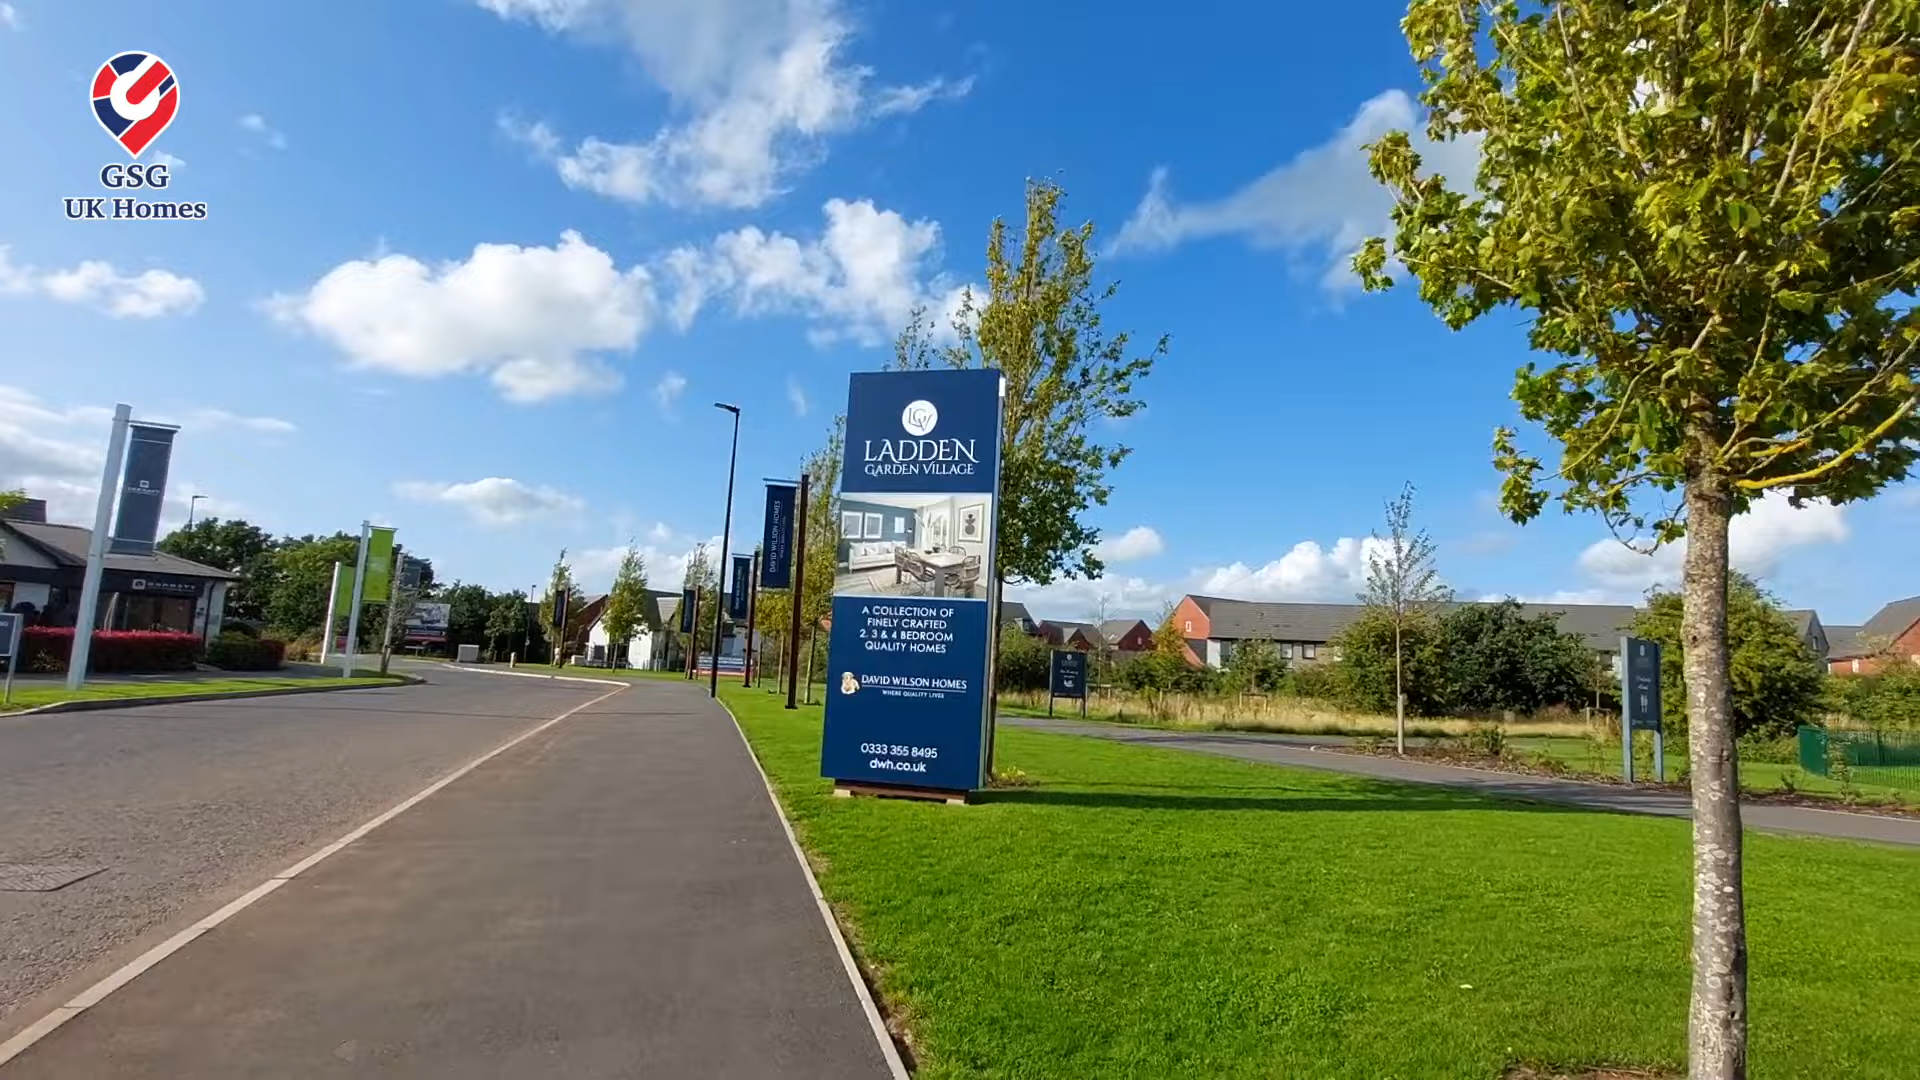 GSG
UK Homes
LGV
LADDEN
GARDEN VILLAGE
A COLLECTION OF
FINELY CRAFTED
2, 3 & 4 BEDROOM
QUALITY HOMES
DAVID WILSON HOMES
WHERE QUALITY LIVES
0333 355 8495
dwh.co.uk
DAVID WILSON HOMES